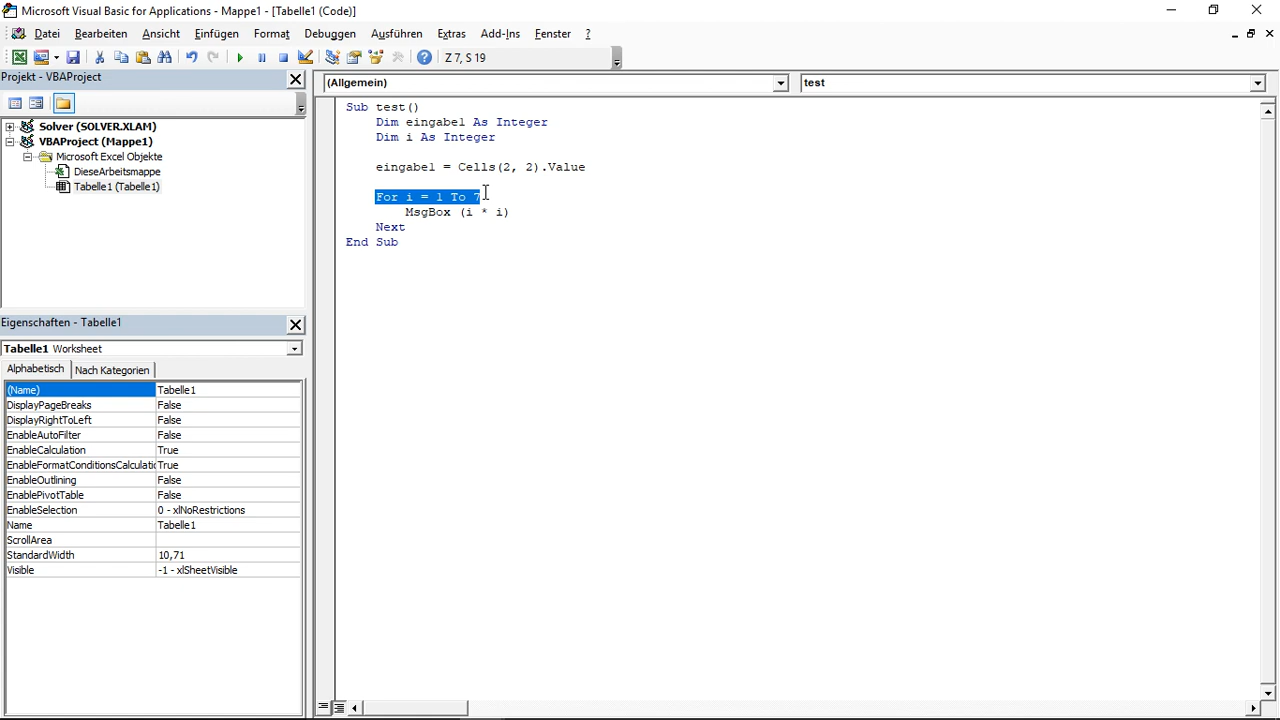 Microsoft Visual Basic for Applications - Mappe1 - [Tabelle1 (Code)]
Datei Bearbeiten Ansicht Einfügen Format Debuggen Ausführen Extras Add-Ins Fenster ?
Z 7, S 19
Projekt - VBAProject
Solver (SOLVER.XLAM)
VBAProject (Mappe1)
Microsoft Excel Objekte
DieseArbeitsmappe
Tabelle1 (Tabelle1)
Eigenschaften - Tabelle1
Tabelle1 Worksheet
Alphabetisch Nach Kategorien
(Name) Tabelle1
DisplayPageBreaks False
DisplayRightToLeft False
EnableAutoFilter False
EnableCalculation True
EnableFormatConditionsCalculatio True
EnableOutlining False
EnablePivotTable False
EnableSelection 0 - xlNoRestrictions
Name Tabelle1
ScrollArea
StandardWidth 10,71
Visible -1 - xlSheetVisible
(Allgemein) test
Sub test()
Dim eingabe1 As Integer
Dim i As Integer
eingabe1 = Cells(2, 2).Value
For i = 1 To 7
MsgBox (i * i)
Next
End Sub